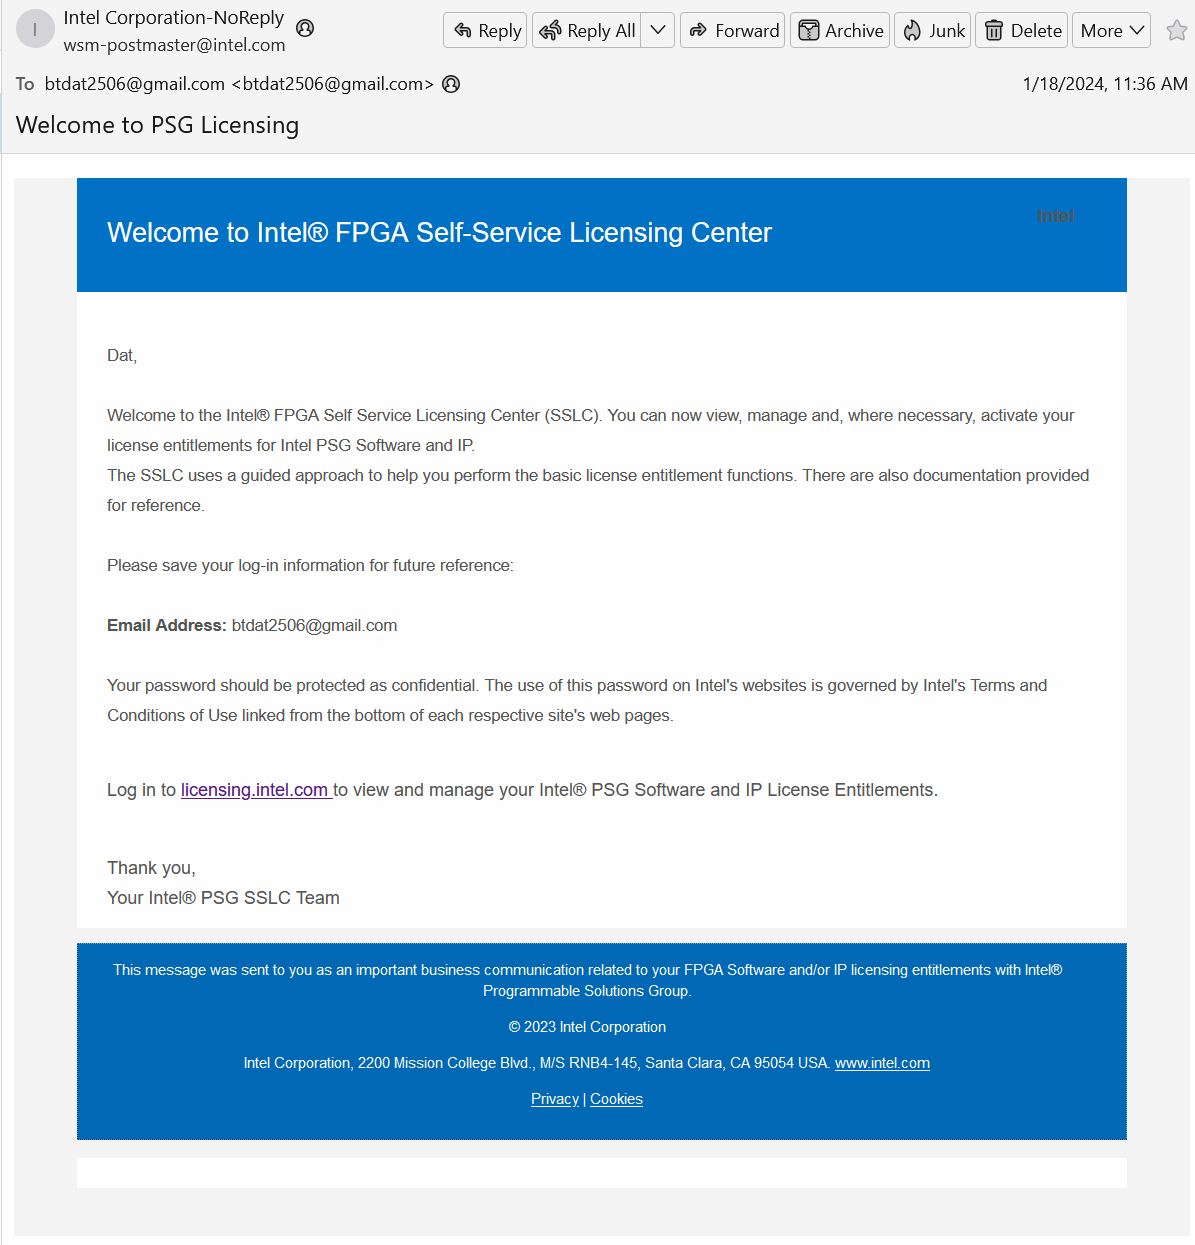 I
Intel Corporation-NoReply
wsm-postmaster@intel.com
Reply
Reply All
Forward
Archive
Junk
Delete
More
To btdat2506@gmail.com <btdat2506@gmail.com>
1/18/2024, 11:36 AM
Welcome to PSG Licensing
Intel
Welcome to Intel® FPGA Self-Service Licensing Center
Dat,
Welcome to the Intel® FPGA Self Service Licensing Center (SSLC). You can now view, manage and, where necessary, activate your
license entitlements for Intel PSG Software and IP.
The SSLC uses a guided approach to help you perform the basic license entitlement functions. There are also documentation provided
for reference.
Please save your log-in information for future reference:
Email Address: btdat2506@gmail.com
Your password should be protected as confidential. The use of this password on Intel's websites is governed by Intel's Terms and
Conditions of Use linked from the bottom of each respective site's web pages.
Log in to licensing.intel.com to view and manage your Intel® PSG Software and IP License Entitlements.
Thank you,
Your Intel® PSG SSLC Team
This message was sent to you as an important business communication related to your FPGA Software and/or IP licensing entitlements with Intel®
Programmable Solutions Group.
© 2023 Intel Corporation
Intel Corporation, 2200 Mission College Blvd., M/S RNB4-145, Santa Clara, CA 95054 USA. www.intel.com
Privacy | Cookies